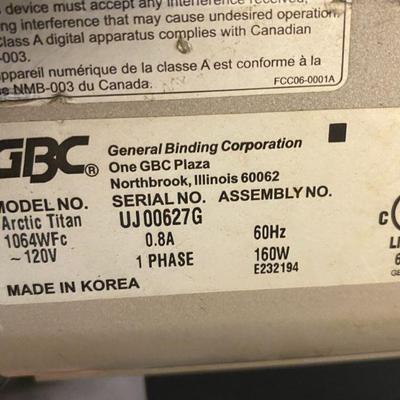 device must accept any interference received,
ing interference that may cause undesired operation.
Class A digital apparatus complies with Canadian
-003.
appareil numérique de la classe A est conforme à la
e NMB-003 du Canada.
FCC06-0001A
GBC®
General Binding Corporation
One GBC Plaza
Northbrook, Illinois 60062
MODEL NO. SERIAL NO. ASSEMBLY NO.
Arctic Titan UJ00627G
1064WFc 0.8A 60Hz
~120V 1 PHASE 160W
E232194
MADE IN KOREA
C
LI
6